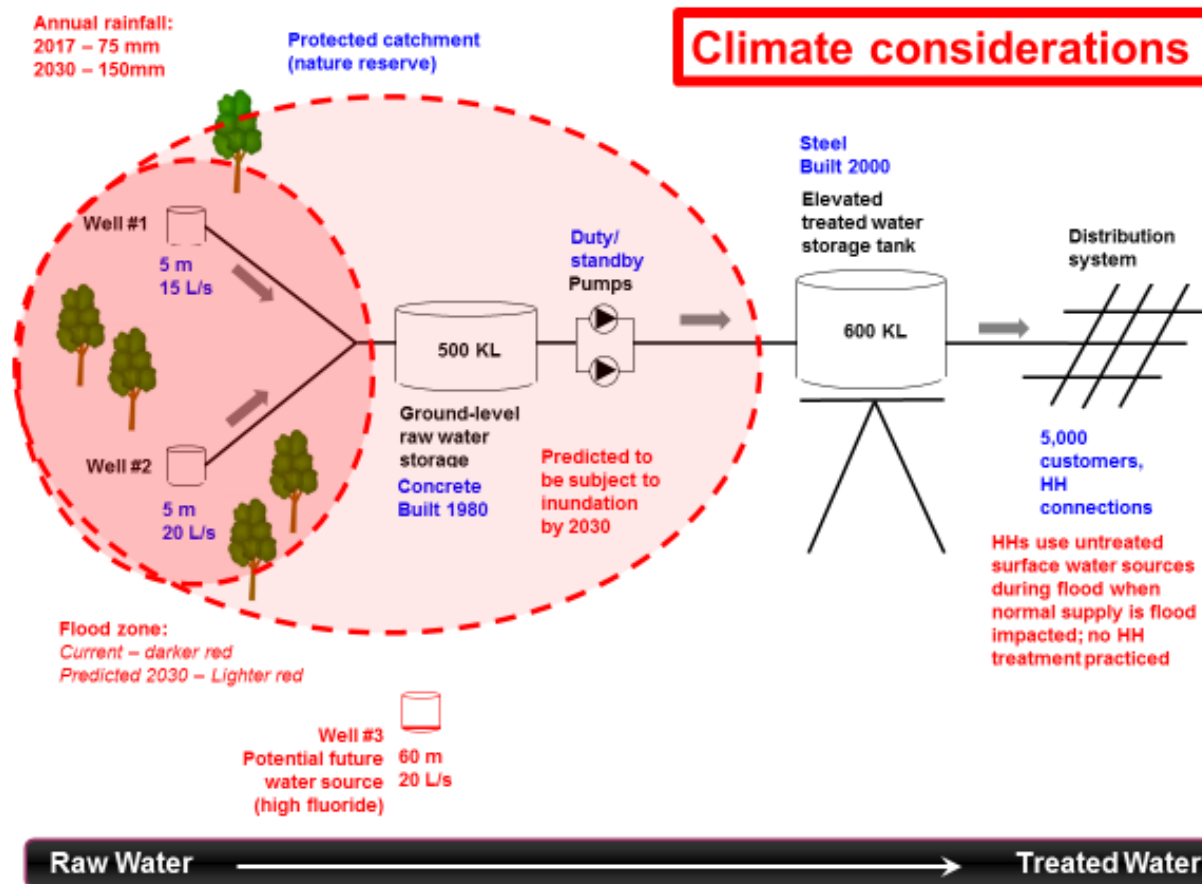 Annual rainfall:
2017 – 75 mm
2030 – 150mm
Protected catchment
(nature reserve)
Climate considerations
Well #1
5 m
15 L/s
Well #2
5 m
20 L/s
500 KL
Ground-level
raw water
storage
Concrete
Built 1980
Duty/
standby
Pumps
Predicted to
be subject to
inundation
by 2030
Steel
Built 2000
Elevated
treated water
storage tank
600 KL
Distribution
system
5,000
customers,
HH
connections
HHs use untreated
surface water sources
during flood when
normal supply is flood
impacted; no HH
treatment practiced
Flood zone:
Current – darker red
Predicted 2030 – Lighter red
Well #3
Potential future
water source
(high fluoride)
60 m
20 L/s
Raw Water
Treated Water